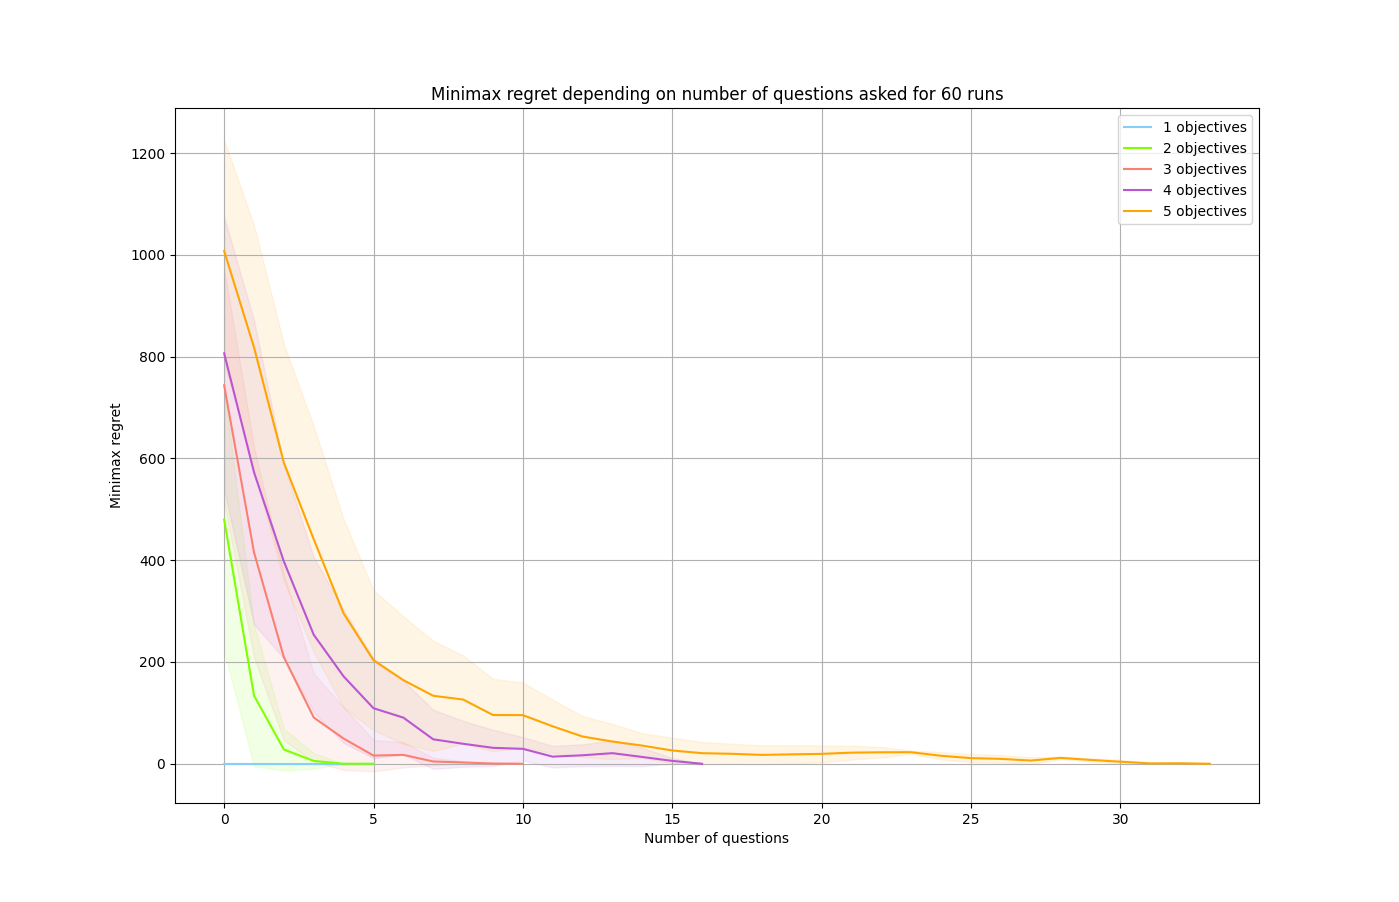 Minimax regret depending on number of questions asked for 60 runs
1 objectives
2 objectives
3 objectives
4 objectives
5 objectives
Minimax regret
1200
1000
800
600
400
200
0
0 5 10 15 20 25 30
Number of questions